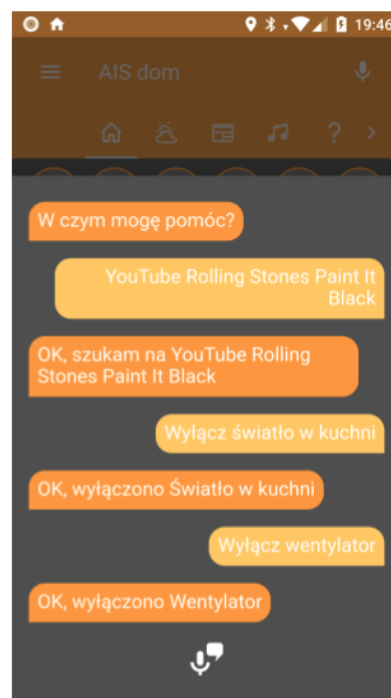 19:46
AIS dom
W czym mogę pomóc?
YouTube Rolling Stones Paint It
Black
OK, szukam na YouTube Rolling
Stones Paint It Black
Wyłącz światło w kuchni
OK, wyłączono Światło w kuchni
Wyłącz wentylator
OK, wyłączono Wentylator